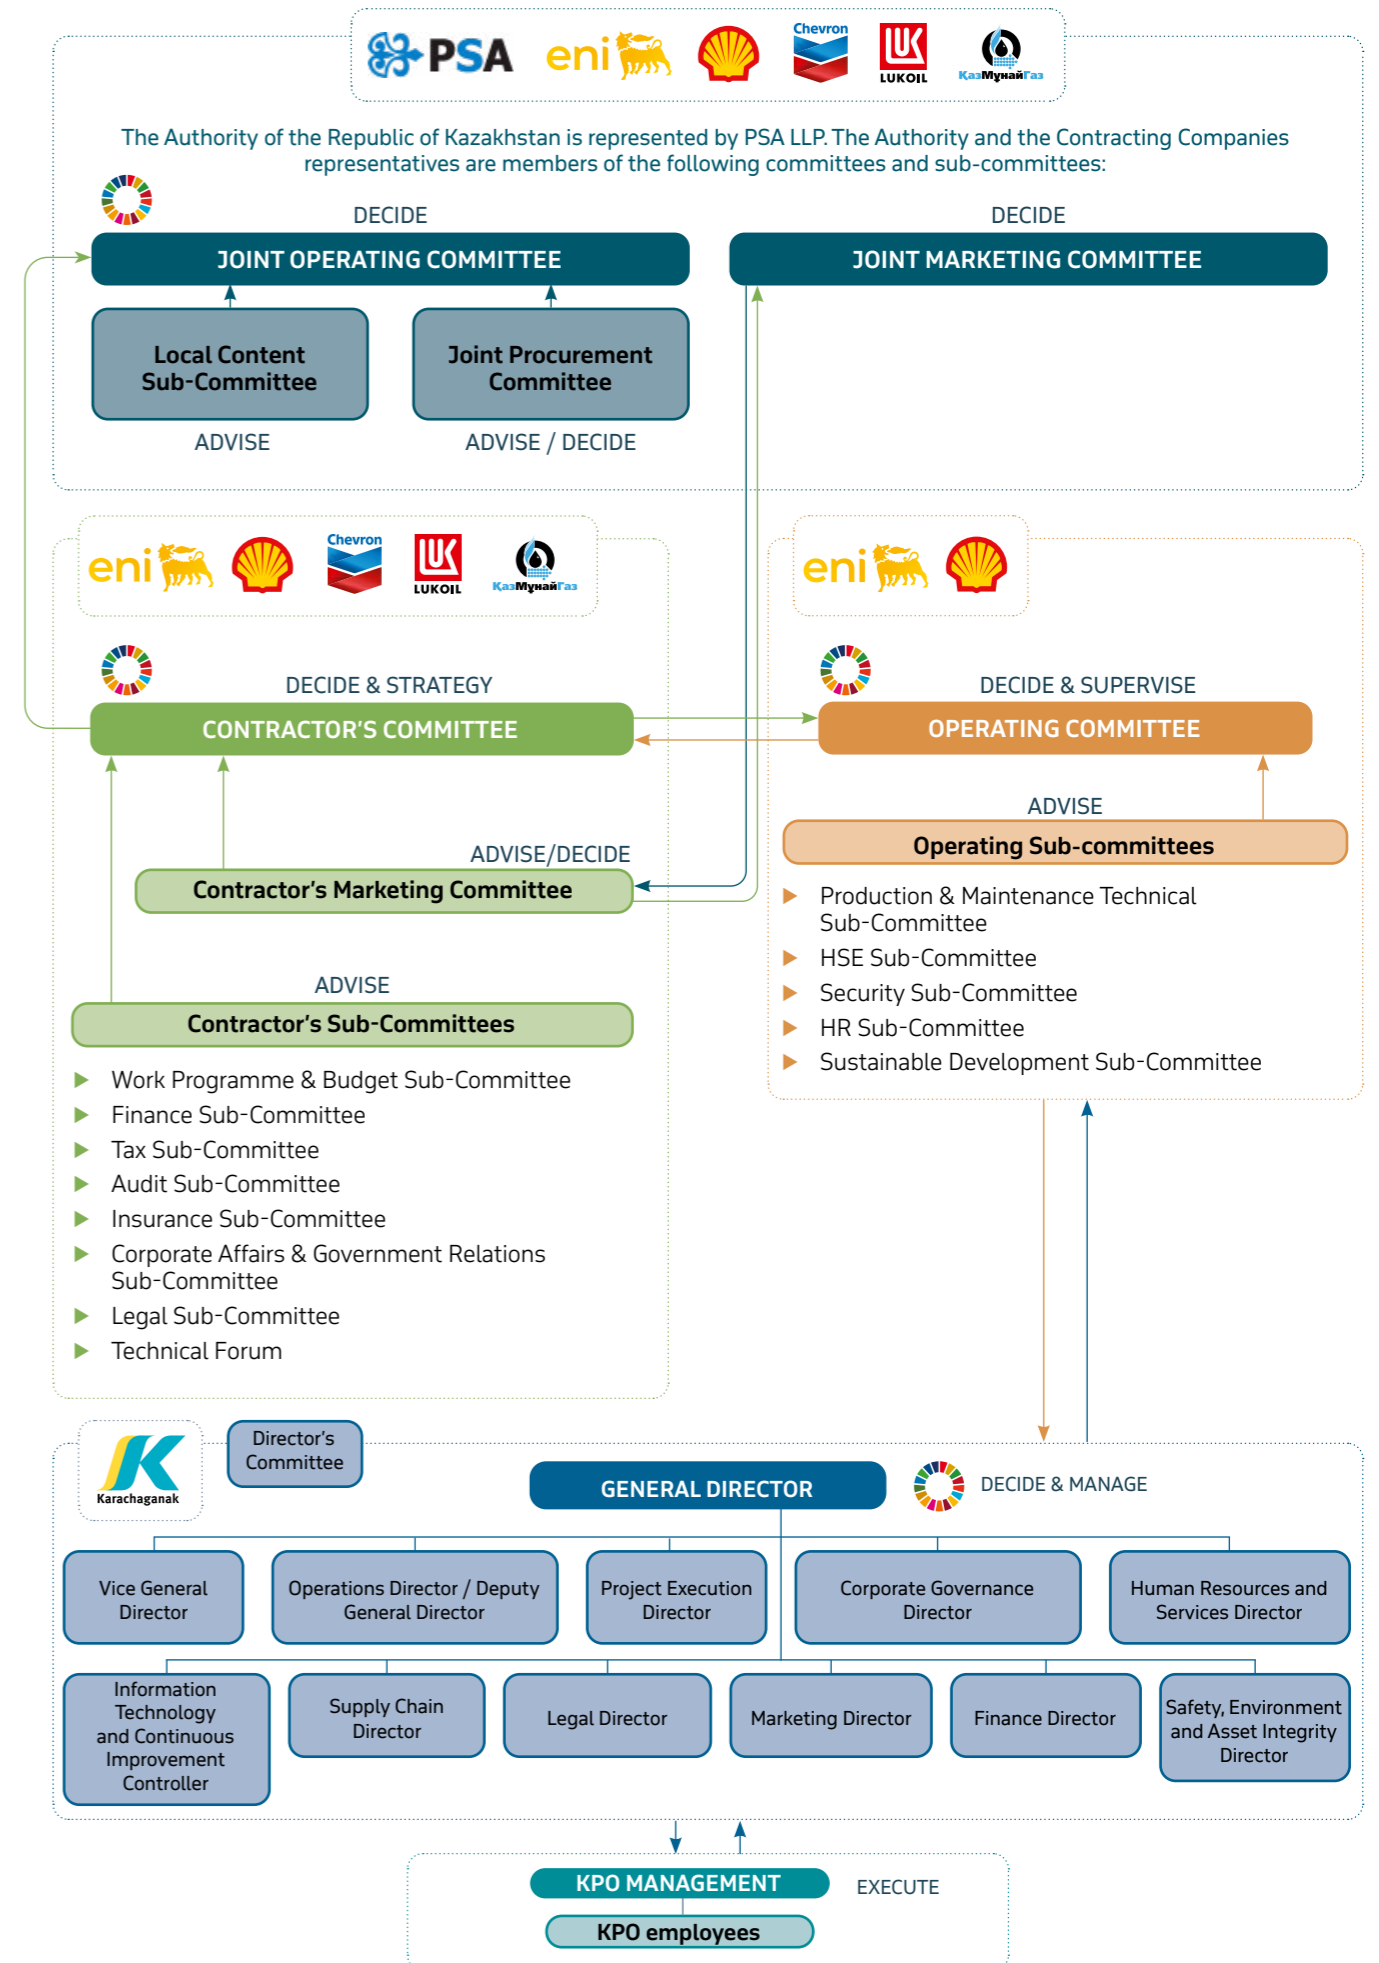 PSA
eni
Chevron
LUKOIL
ҚазМұнайГаз
The Authority of the Republic of Kazakhstan is represented by PSA LLP. The Authority and the Contracting Companies
representatives are members of the following committees and sub-committees:
DECIDE
JOINT OPERATING COMMITTEE
Local Content
Sub-Committee
ADVISE
Joint Procurement
Committee
ADVISE / DECIDE
DECIDE
JOINT MARKETING COMMITTEE
eni
Chevron
LUKOIL
ҚазМұнайГаз
DECIDE & STRATEGY
CONTRACTOR'S COMMITTEE
ADVISE/DECIDE
Contractor's Marketing Committee
ADVISE
Contractor's Sub-Committees
Work Programme & Budget Sub-Committee
Finance Sub-Committee
Tax Sub-Committee
Audit Sub-Committee
Insurance Sub-Committee
Corporate Affairs & Government Relations
Sub-Committee
Legal Sub-Committee
Technical Forum
eni
DECIDE & SUPERVISE
OPERATING COMMITTEE
ADVISE
Operating Sub-committees
Production & Maintenance Technical
Sub-Committee
HSE Sub-Committee
Security Sub-Committee
HR Sub-Committee
Sustainable Development Sub-Committee
Karachaganak
Director's
Committee
GENERAL DIRECTOR
DECIDE & MANAGE
Vice General
Director
Operations Director / Deputy
General Director
Project Execution
Director
Corporate Governance
Director
Human Resources and
Services Director
Information
Technology
and Continuous
Improvement
Controller
Supply Chain
Director
Legal Director
Marketing Director
Finance Director
Safety, Environment
and Asset Integrity
Director
KPO MANAGEMENT
EXECUTE
KPO employees